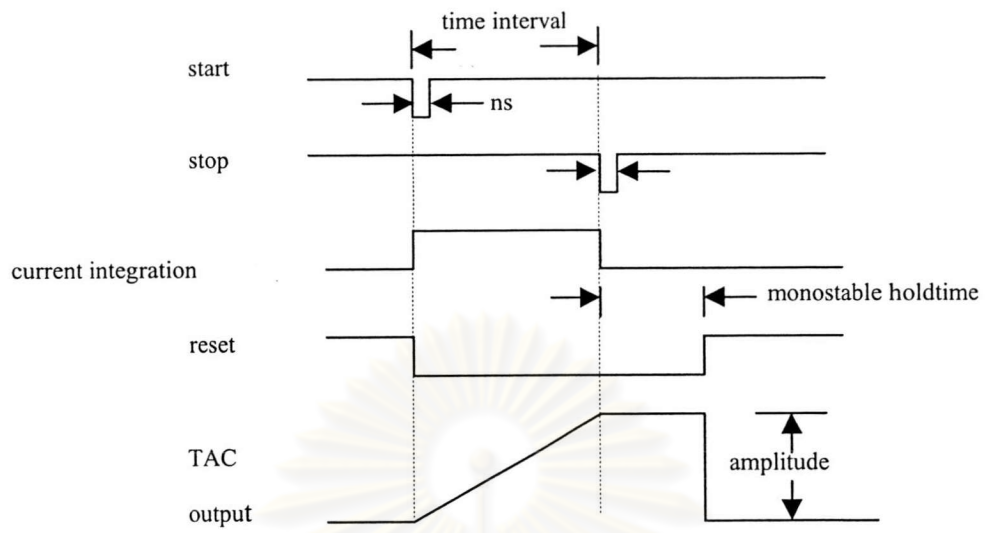 time interval
start
ns
stop
current integration
monostable holdtime
reset
TAC
amplitude
output